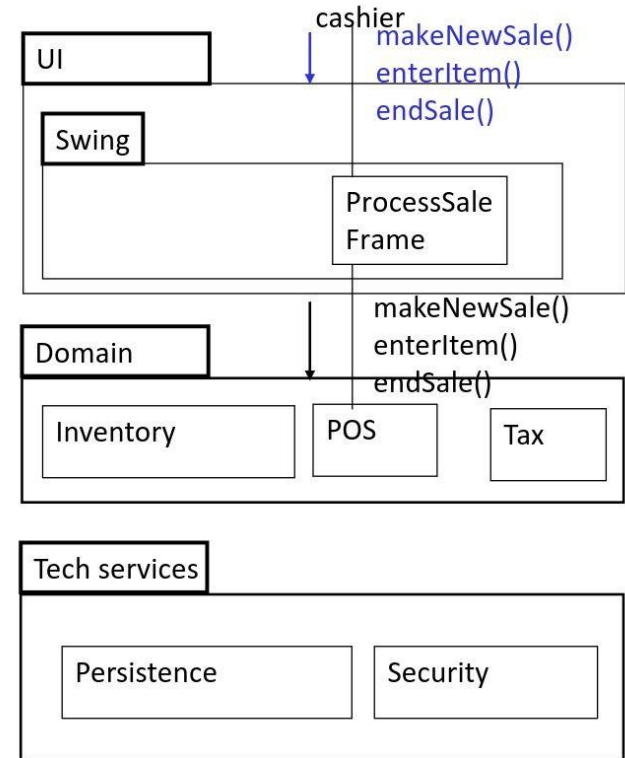 cashier
UI
makeNewSale()
enterItem()
endSale()
Swing
ProcessSale
Frame
makeNewSale()
Domain
enterItem()
endSale()
Inventory
POS
Tax
Tech services
Persistence
Security